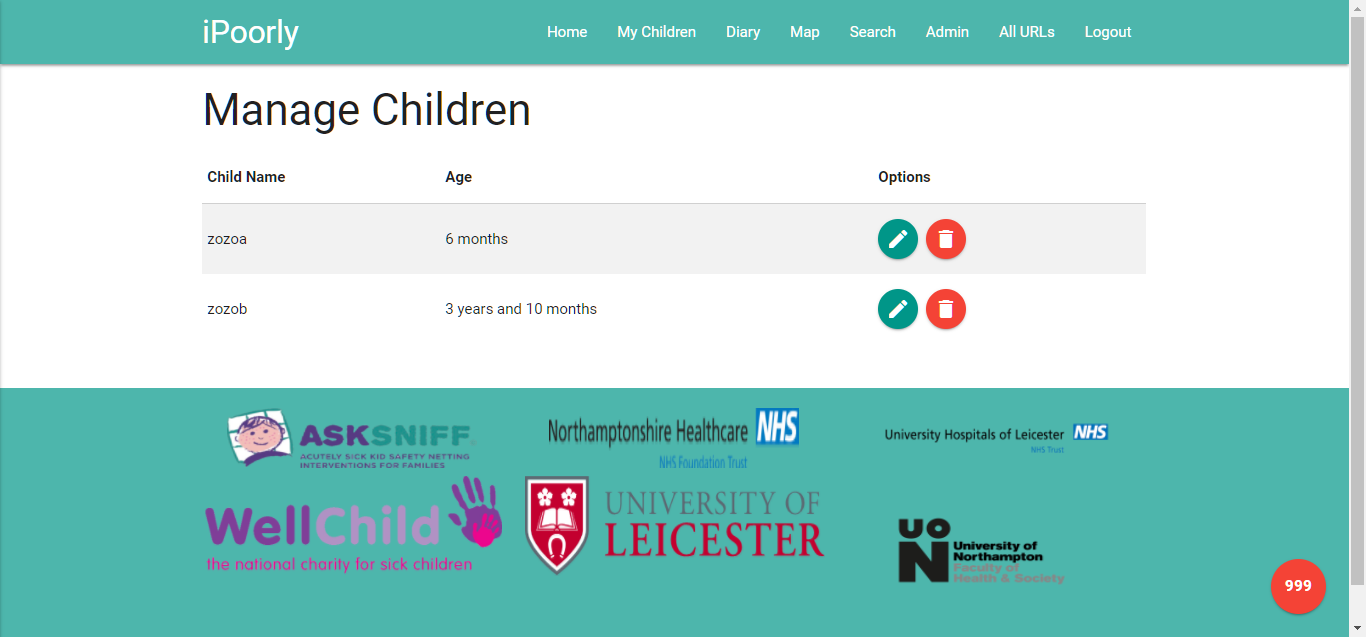 iPoorly Home My Children Diary Map Search Admin All URLs Logout
Manage Children
Child Name Age Options
zozoa 6 months
zozob 3 years and 10 months
ASKSNIFF
ACUTELY SICK KID SAFETY NETTING
INTERVENTIONS FOR FAMILIES
Northamptonshire Healthcare NHS
NHS Foundation Trust
University Hospitals of Leicester NHS
NHS Trust
WellChild
the national charity for sick children
UNIVERSITY OF
LEICESTER
UO
N University of
Northampton
Faculty of
Health & Society
999